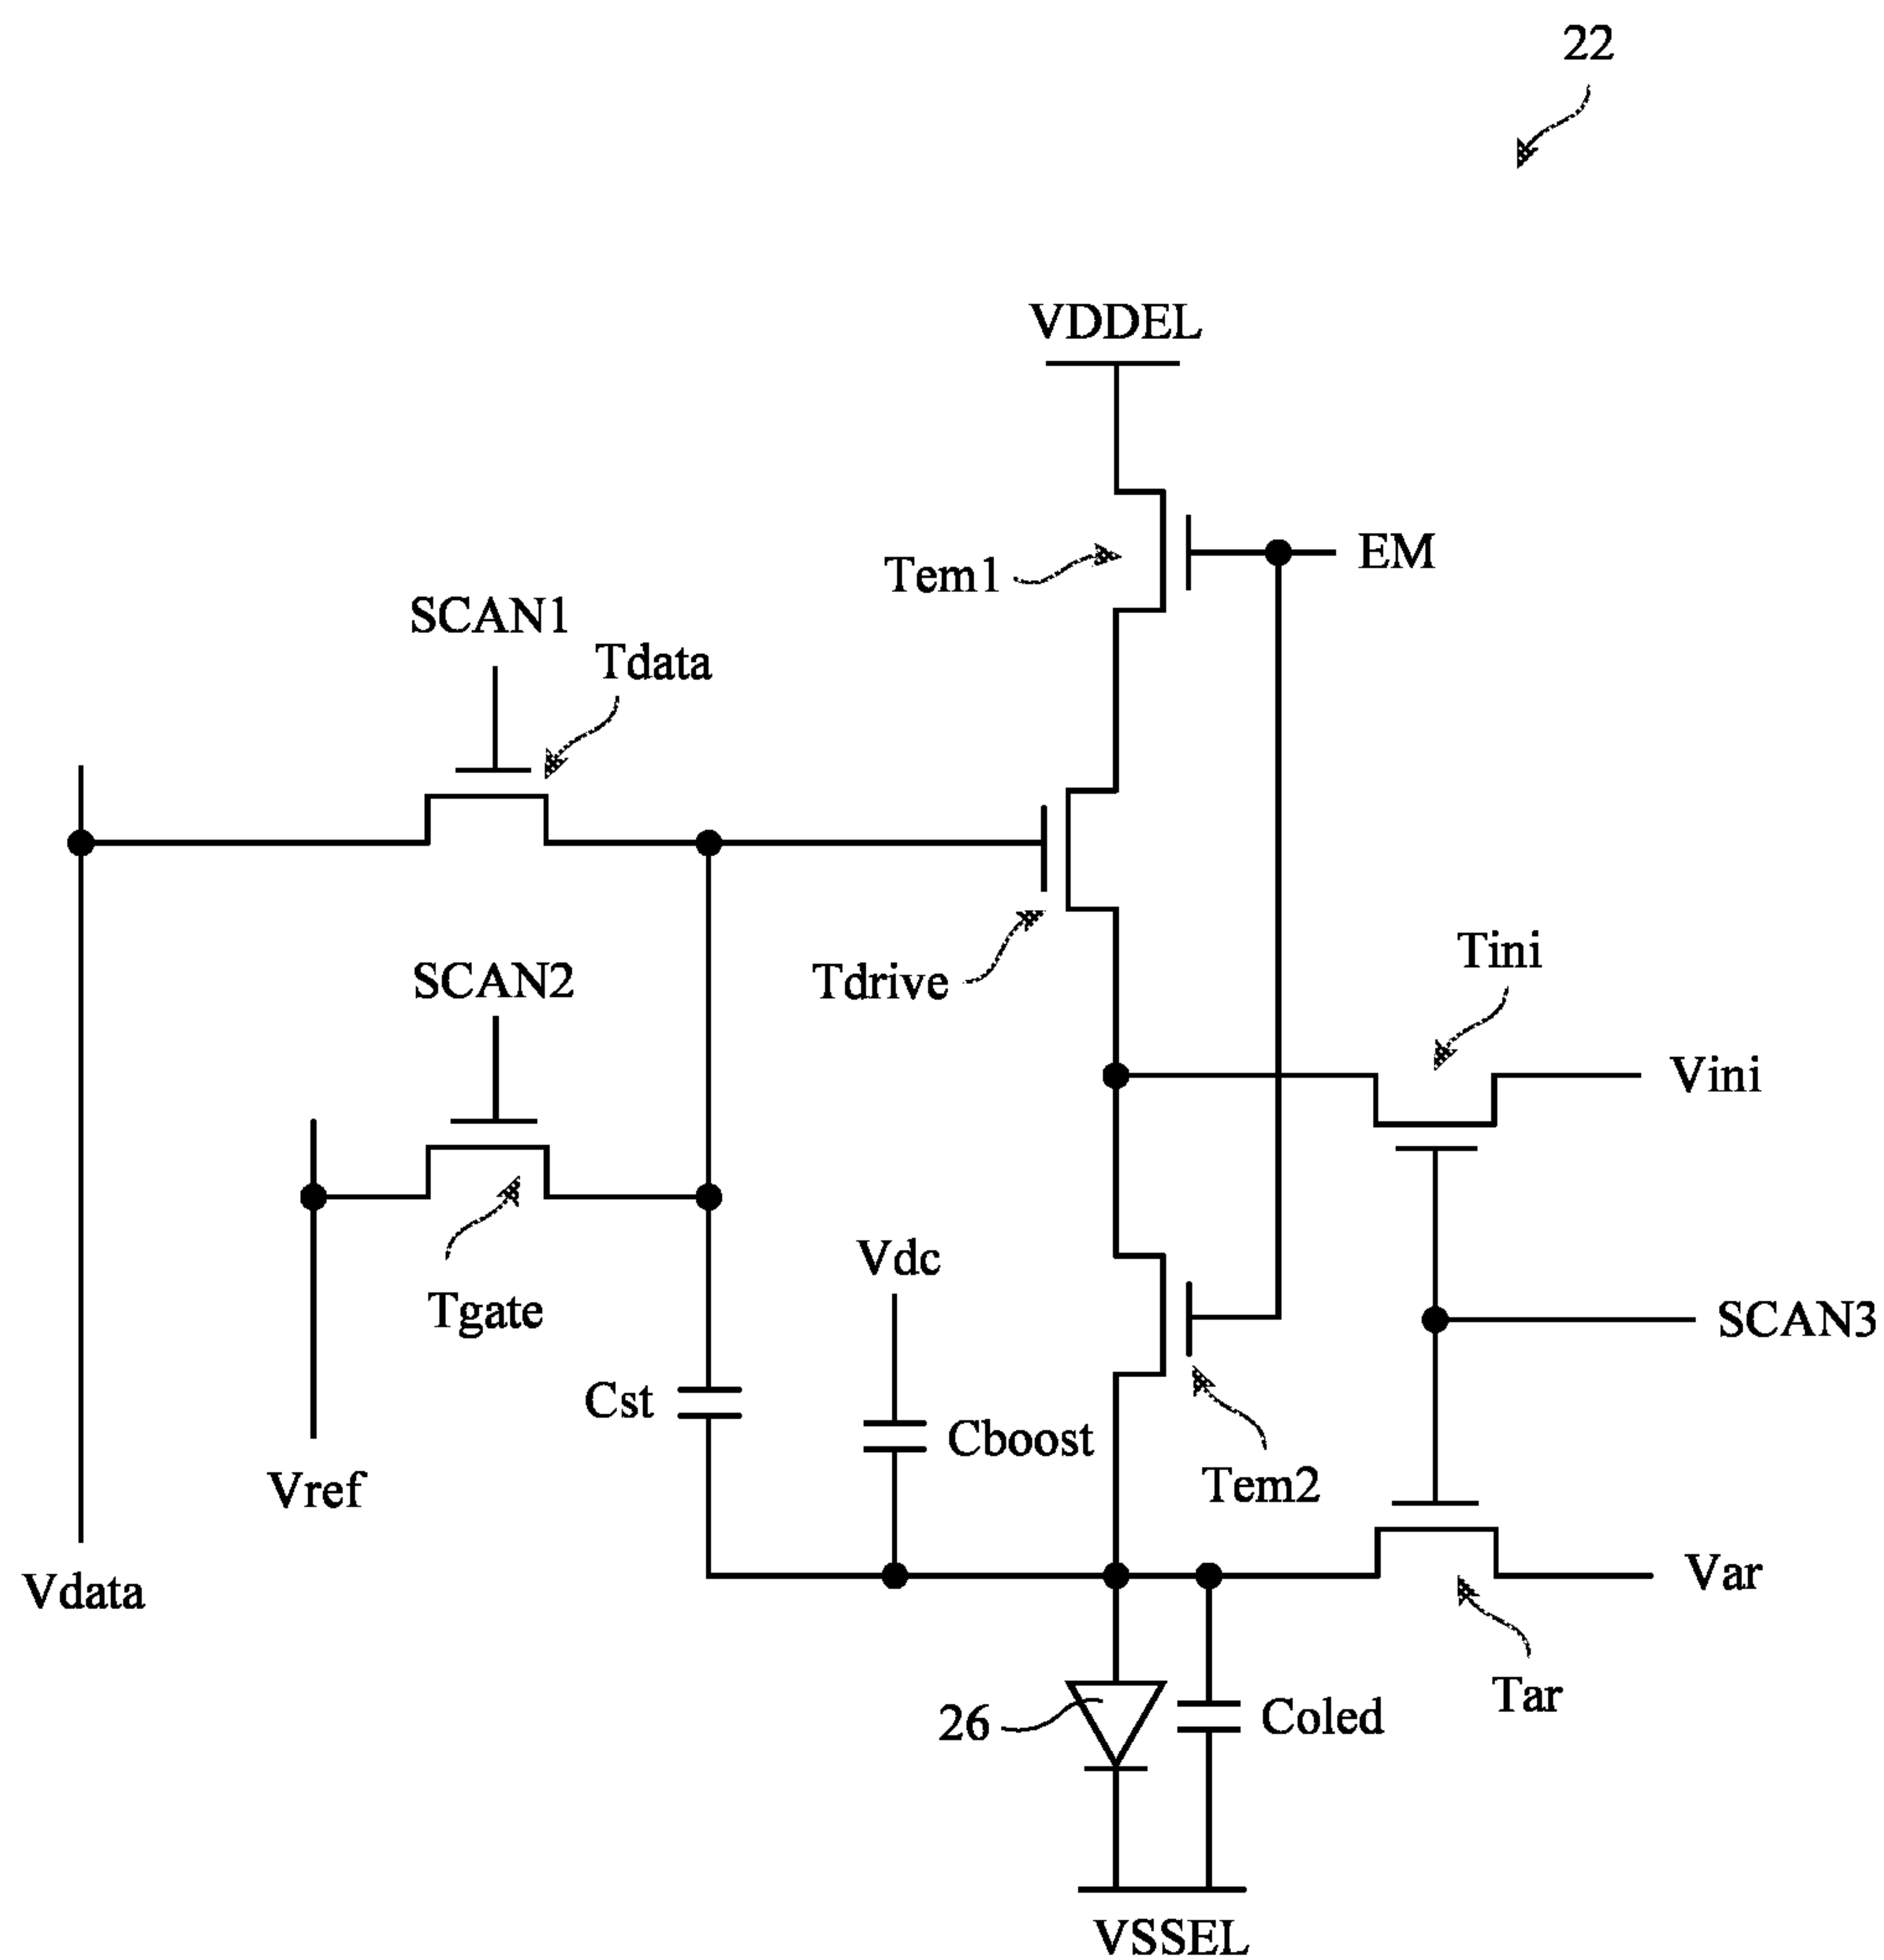 22
VDDEL
Tem1
EM
SCAN1
Tdata
Tdrive
Tini
SCAN2
Vini
Tgate
Vdc
SCAN3
Cst
Cboost
Tem2
Vref
Vdata
Var
Tar
26
Coled
VSSEL